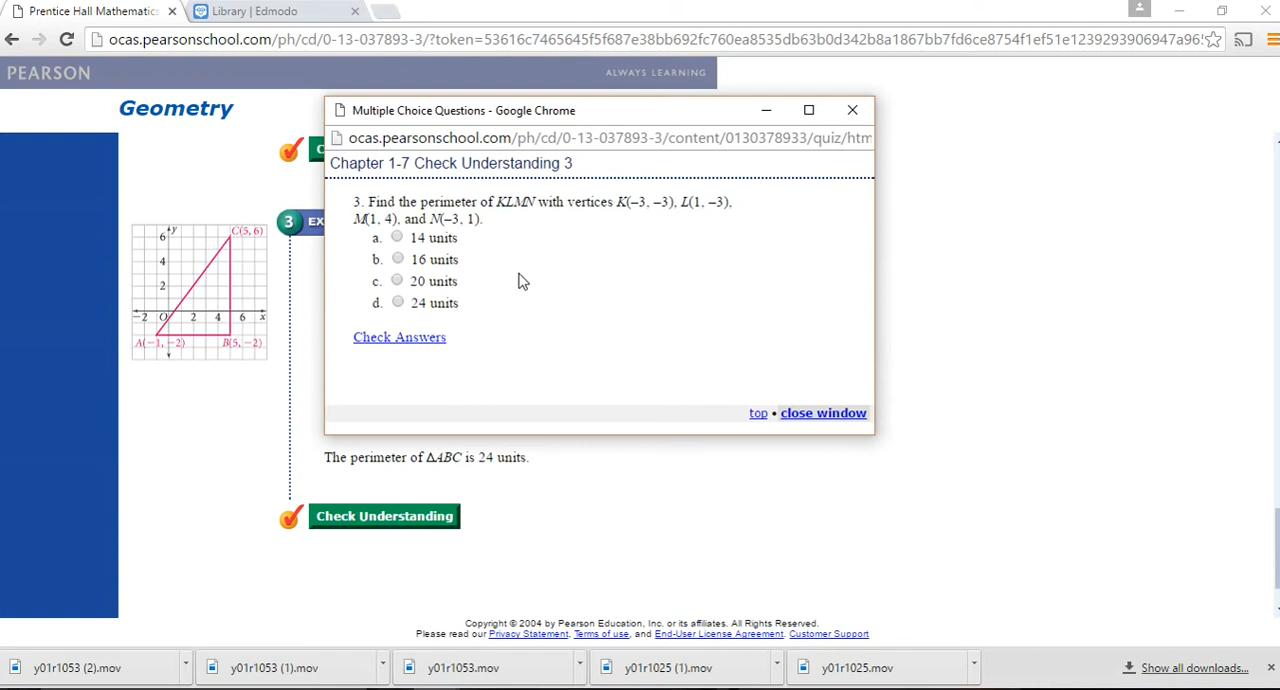 Prentice Hall Mathematics
Library | Edmodo
ocas.pearsonschool.com/ph/cd/0-13-037893-3/?token=
PEARSON
ALWAYS LEARNING
Geometry
Multiple Choice Questions - Google Chrome
ocas.pearsonschool.com/ph/cd/0-13-037893-3/content/0130378933/quiz/htm
Chapter 1-7 Check Understanding 3
3. Find the perimeter of KLMN with vertices K(–3, –3), L(1, –3),
M(1, 4), and N(–3, 1).
a. 14 units
b. 16 units
c. 20 units
d. 24 units
Check Answers
top • close window
C
3 EX
6 y C(5, 6)
4
2
–2 O 2 4 6 x
A(–1, –2) B(5, –2)
The perimeter of ΔABC is 24 units.
Check Understanding
Copyright © 2004 by Pearson Education, Inc. or its affiliates. All Rights Reserved.
Please read our Privacy Statement, Terms of use, and End-User License Agreement. Customer Support
y01r1053 (2).mov
y01r1053 (1).mov
y01r1053.mov
y01r1025 (1).mov
y01r1025.mov
Show all downloads...